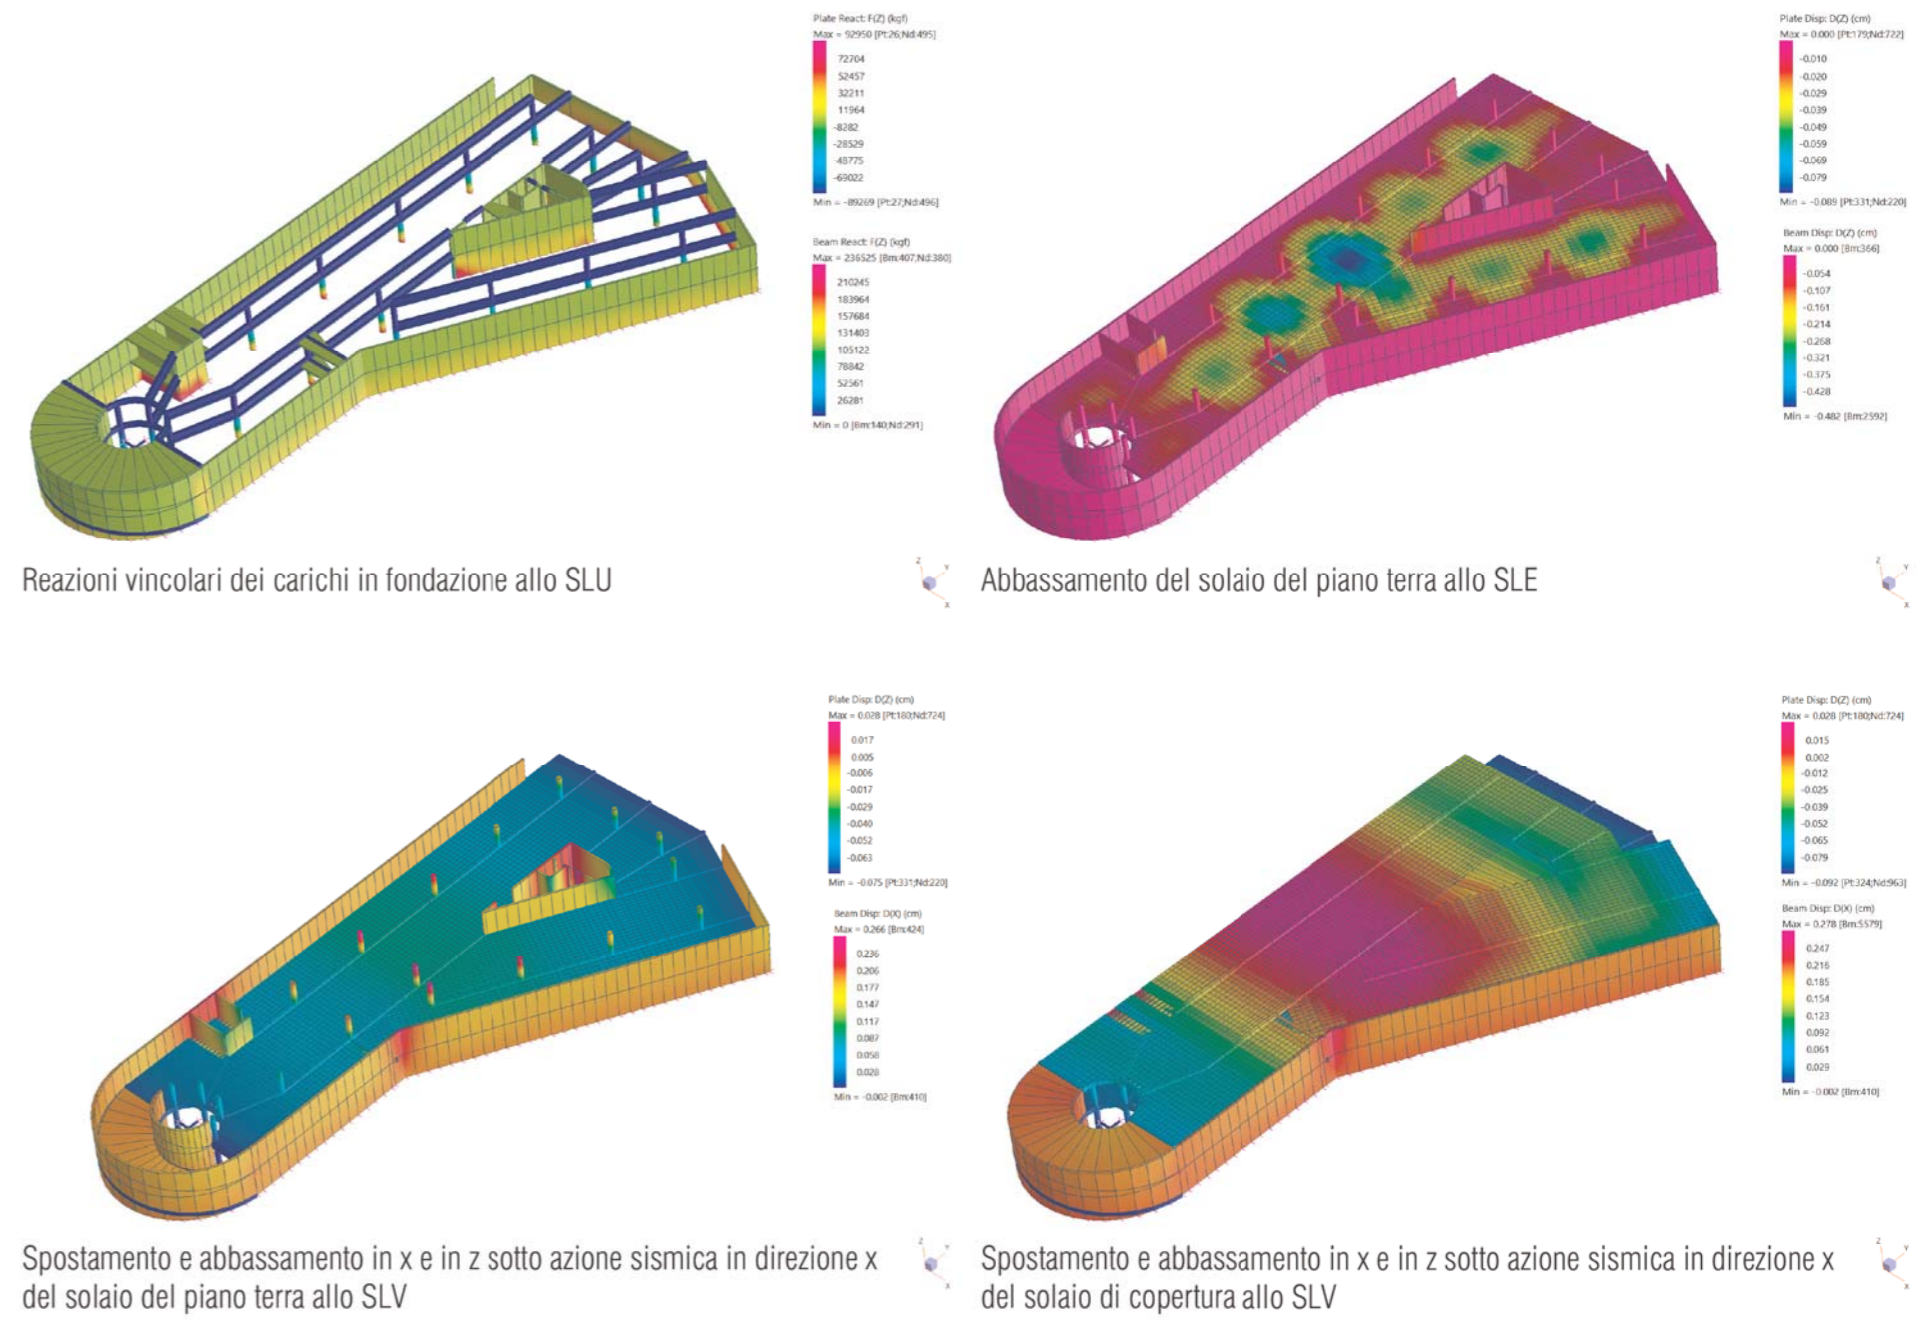 Plate React: F(Z) (kgf)
Max = 92950 [Pt:26;Nd:495]
72704
52457
32211
11964
-8282
-28529
-48775
-69022
Min = -89269 [Pt:27;Nd:496]
Beam React: F(Z) (kgf)
Max = 236525 [Bm:407;Nd:380]
210245
183964
157684
131403
105122
78842
52561
26281
Min = 0 [Bm:140;Nd:291]
Z
Y
X
Reazioni vincolari dei carichi in fondazione allo SLU
Plate Disp: D(Z) (cm)
Max = 0.000 [Pt:179;Nd:722]
-0.010
-0.020
-0.029
-0.039
-0.049
-0.059
-0.069
-0.079
Min = -0.089 [Pt:331;Nd:220]
Beam Disp: D(Z) (cm)
Max = 0.000 [Bm:366]
-0.054
-0.107
-0.161
-0.214
-0.268
-0.321
-0.375
-0.428
Min = -0.482 [Bm:2592]
Z
Y
X
Abbassamento del solaio del piano terra allo SLE
Plate Disp: D(Z) (cm)
Max = 0.028 [Pt:180;Nd:724]
0.017
0.005
-0.006
-0.017
-0.029
-0.040
-0.052
-0.063
Min = -0.075 [Pt:331;Nd:220]
Beam Disp: D(X) (cm)
Max = 0.266 [Bm:424]
0.236
0.206
0.177
0.147
0.117
0.087
0.058
0.028
Min = -0.002 [Bm:410]
Z
Y
X
Spostamento e abbassamento in x e in z sotto azione sismica in direzione x
del solaio del piano terra allo SLV
Plate Disp: D(Z) (cm)
Max = 0.028 [Pt:180;Nd:724]
0.015
0.002
-0.012
-0.025
-0.039
-0.052
-0.065
-0.079
Min = -0.092 [Pt:324;Nd:963]
Beam Disp: D(X) (cm)
Max = 0.278 [Bm:5579]
0.247
0.216
0.185
0.154
0.123
0.092
0.061
0.029
Min = -0.002 [Bm:410]
Z
Y
X
Spostamento e abbassamento in x e in z sotto azione sismica in direzione x
del solaio di copertura allo SLV